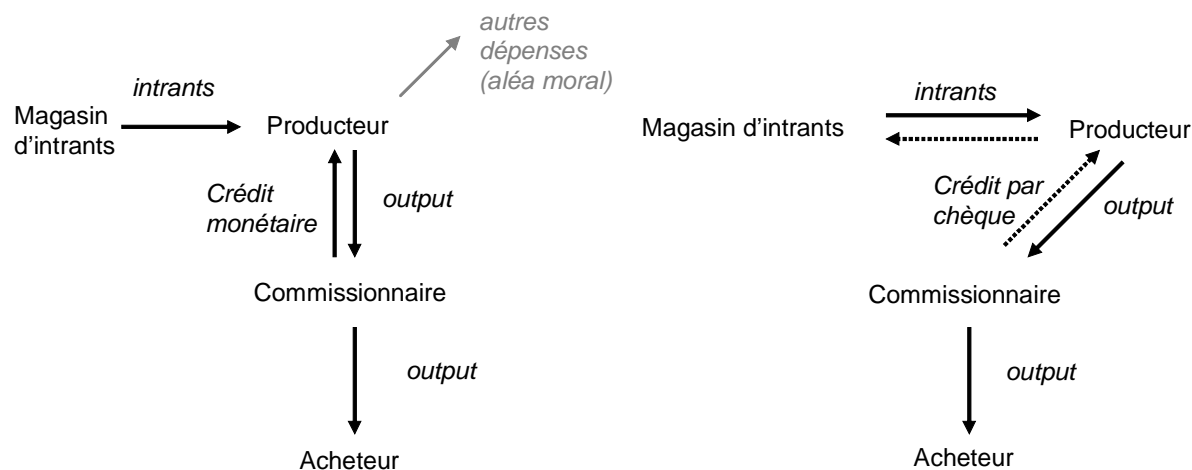 autres
dépenses
(aléa moral)
intrants
Magasin
d'intrants
Producteur
Crédit
monétaire
output
Commissionnaire
output
Acheteur
intrants
Magasin d'intrants
Producteur
Crédit par
chèque
output
Commissionnaire
output
Acheteur